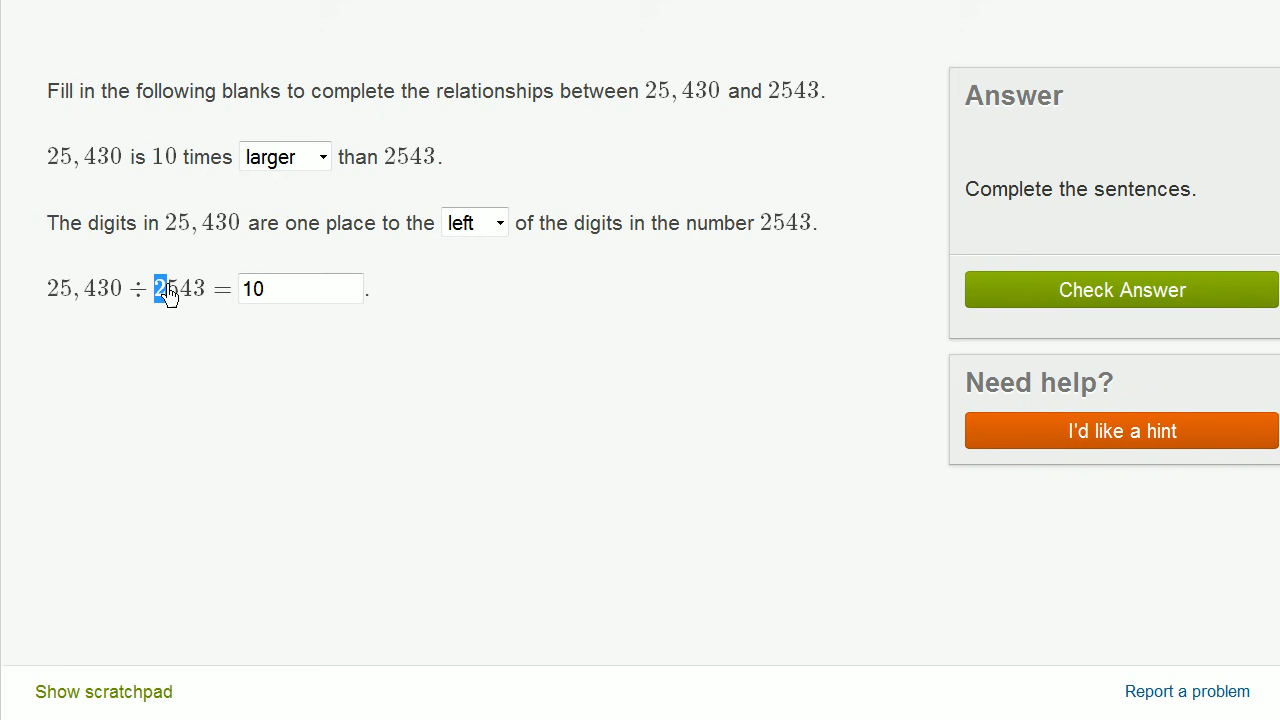 Fill in the following blanks to complete the relationships between 25,430 and 2543.
25,430 is 10 times larger than 2543.
The digits in 25,430 are one place to the left of the digits in the number 2543.
25,430 ÷ 2543 = 10.
Answer
Complete the sentences.
Check Answer
Need help?
I'd like a hint
Show scratchpad
Report a problem